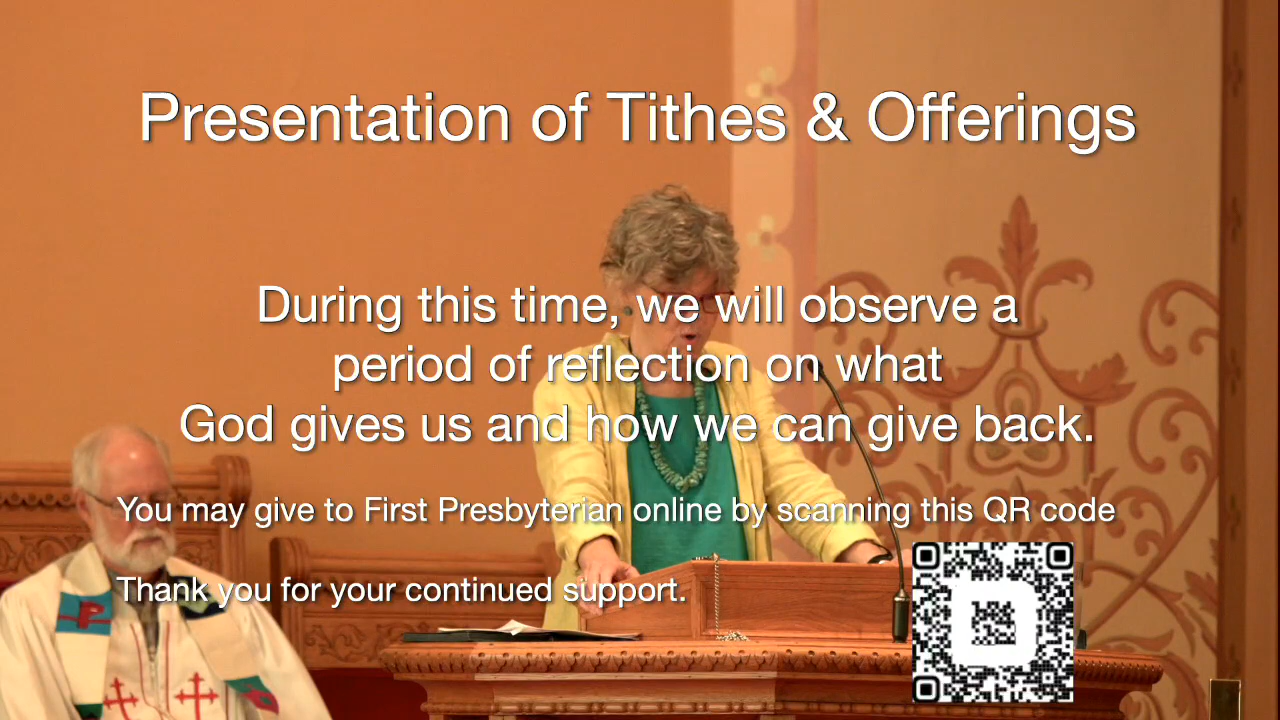 Presentation of Tithes & Offerings
During this time, we will observe a
period of reflection on what
God gives us and how we can give back.
You may give to First Presbyterian online by scanning this QR code
Thank you for your continued support.